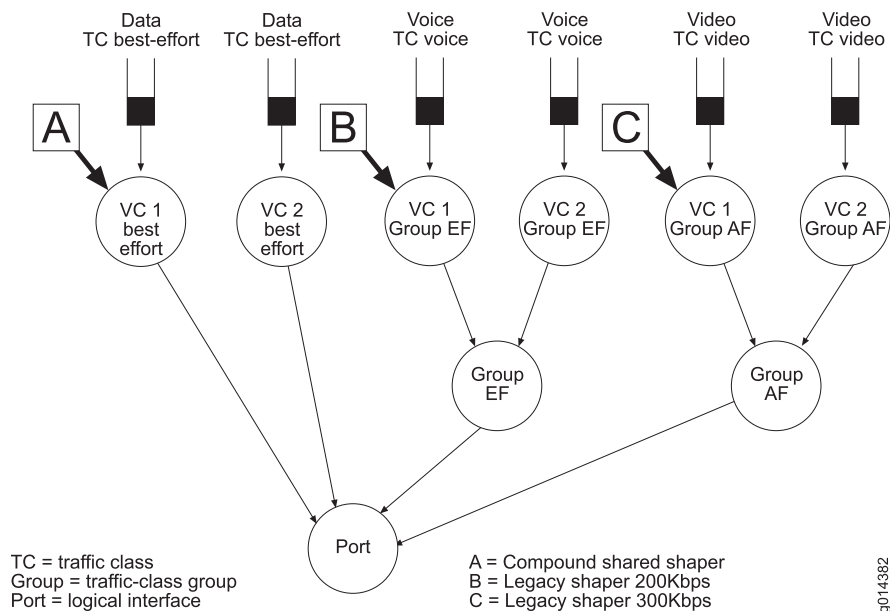 Data
TC best-effort
Data
TC best-effort
Voice
TC voice
Voice
TC voice
Video
TC video
Video
TC video
A
B
C
VC 1
best
effort
VC 2
best
effort
VC 1
Group EF
VC 2
Group EF
VC 1
Group AF
VC 2
Group AF
Group
EF
Group
AF
Port
TC = traffic class
Group = traffic-class group
Port = logical interface
A = Compound shared shaper
B = Legacy shaper 200Kbps
C = Legacy shaper 300Kbps
g014382